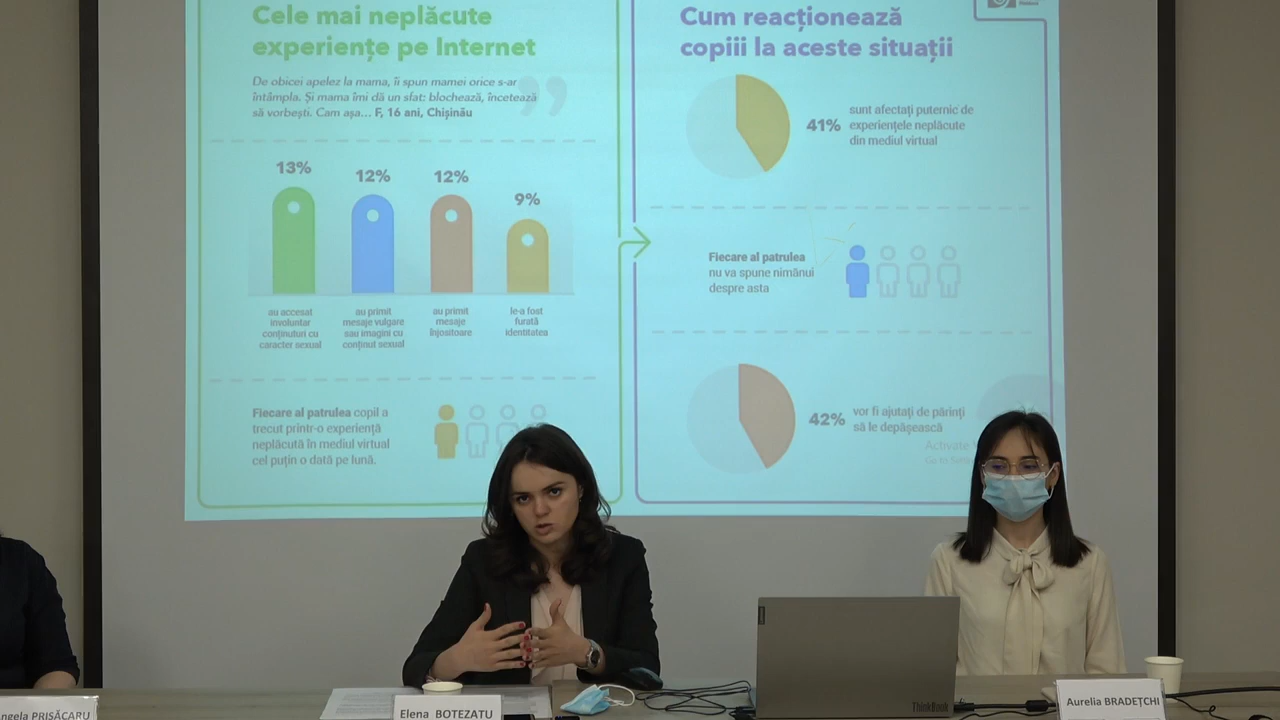 Cele mai neplăcute
experiențe pe Internet
De obicei apelez la mama, îi spun mamei orice s-ar
întâmpla. Și mama îmi dă un sfat: blochează, încetează
să vorbești. Cam așa... F, 16 ani, Chișinău
13%
12%
12%
9%
au accesat
involuntar
conținuturi cu
caracter sexual
au primit
mesaje vulgare
sau imagini cu
conținut sexual
au primit
mesaje
înjositoare
le-a fost
furată
identitatea
Fiecare al patrulea copil a
trecut printr-o experiență
neplăcută în mediul virtual
cel puțin o dată pe lună.
Cum reacționează
copiii la aceste situații
41%
sunt afectați puternic de
experiențele neplăcute
din mediul virtual
Fiecare al patrulea
nu va spune nimănui
despre asta
42%
vor fi ajutați de părinți
să le depășească
Activate
Go to
ThinkBook
ngela PRISĂCARU
Elena BOTEZATU
Aurelia BRADEȚCHI